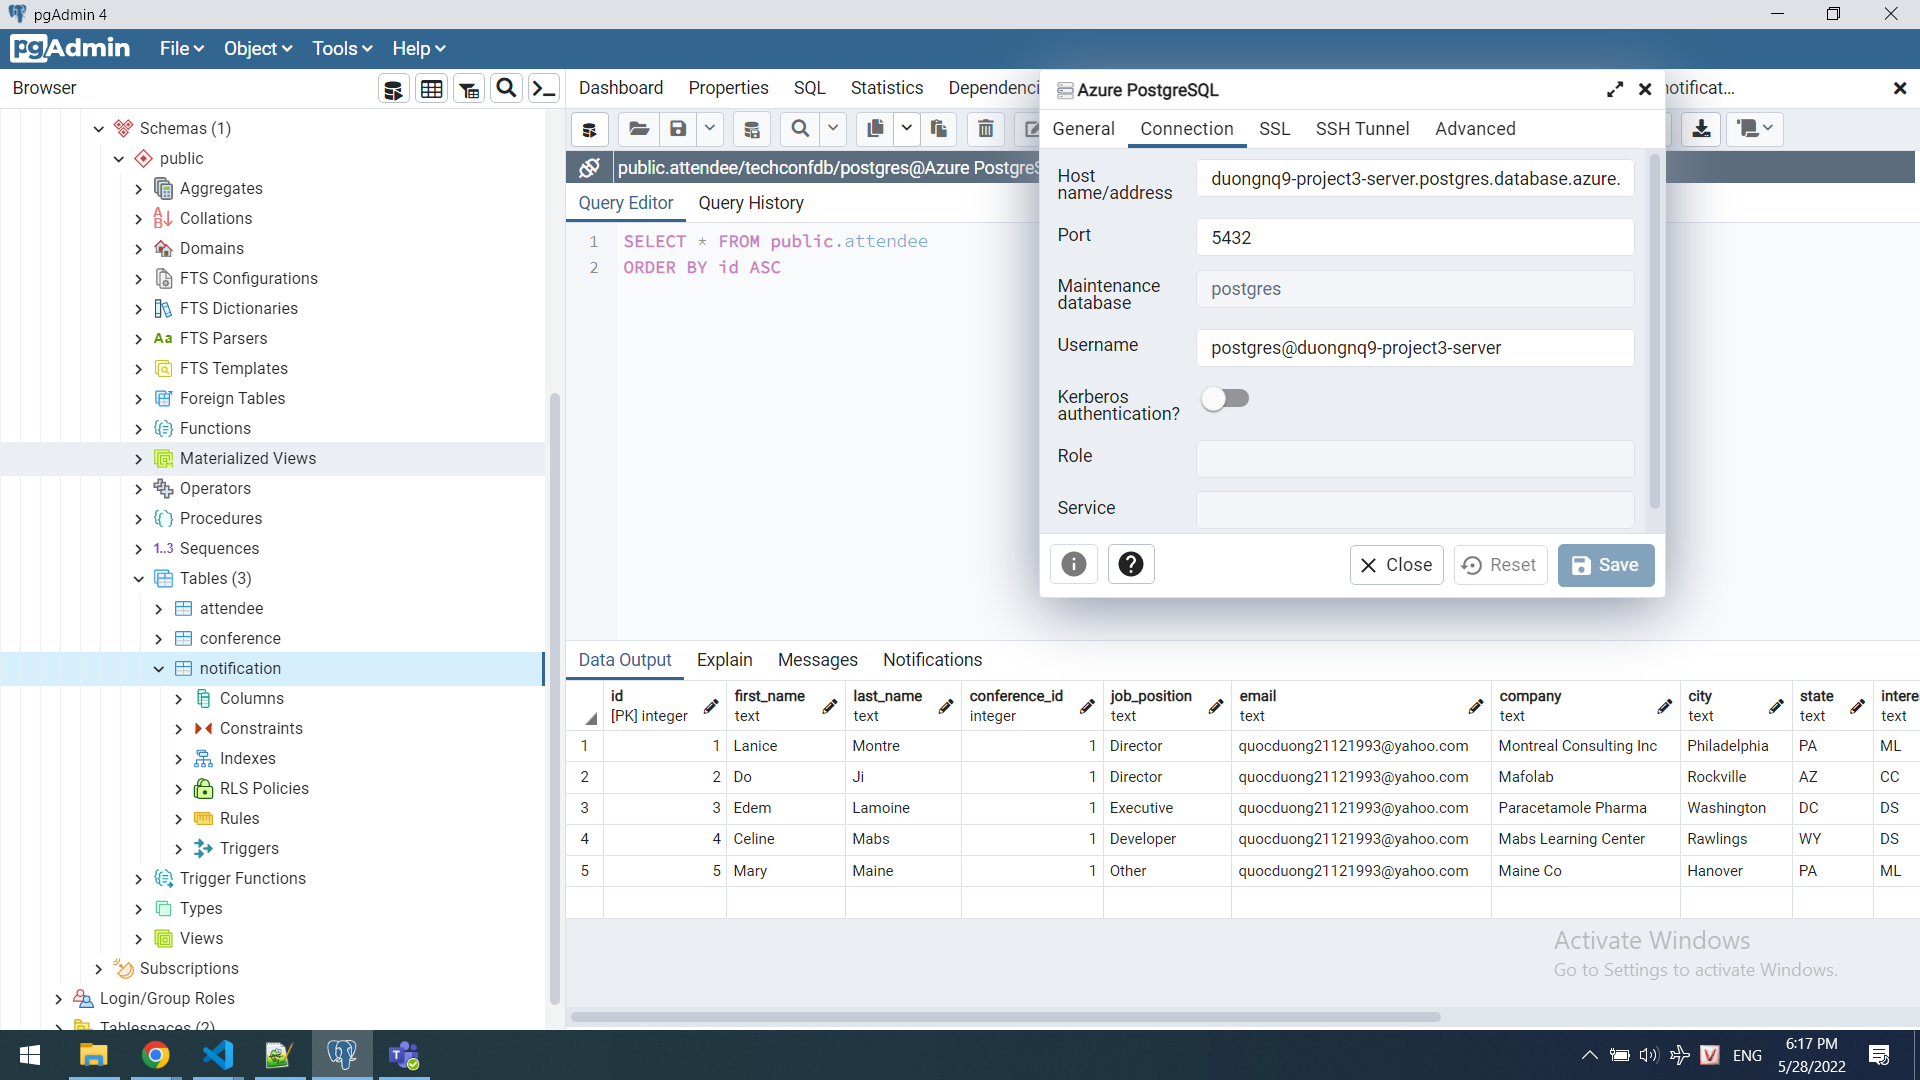 pgAdmin 4
pgAdmin File Object Tools Help
Browser
Schemas (1)
public
Aggregates
Collations
Domains
FTS Configurations
FTS Dictionaries
FTS Parsers
FTS Templates
Foreign Tables
Functions
Materialized Views
Operators
Procedures
1..3 Sequences
Tables (3)
attendee
conference
notification
Columns
Constraints
Indexes
RLS Policies
Rules
Triggers
Trigger Functions
Types
Views
Subscriptions
Login/Group Roles
Tablespaces (2)
Dashboard Properties SQL Statistics Dependenci
otificat...
public.attendee/techconfdb/postgres@Azure PostgreS
Query Editor Query History
1 SELECT * FROM public.attendee
2 ORDER BY id ASC
Azure PostgreSQL
General Connection SSL SSH Tunnel Advanced
Host name/address duongnq9-project3-server.postgres.database.azure.
Port 5432
Maintenance database postgres
Username postgres@duongnq9-project3-server
Kerberos authentication?
Role
Service
i ? Close Reset Save
Data Output Explain Messages Notifications
id first_name last_name conference_id job_position email company city state intere
[PK] integer text text integer text text text text text text
1 1 Lanice Montre 1 Director quocduong21121993@yahoo.com Montreal Consulting Inc Philadelphia PA ML
2 2 Do Ji 1 Director quocduong21121993@yahoo.com Mafolab Rockville AZ CC
3 3 Edem Lamoine 1 Executive quocduong21121993@yahoo.com Paracetamole Pharma Washington DC DS
4 4 Celine Mabs 1 Developer quocduong21121993@yahoo.com Mabs Learning Center Rawlings WY DS
5 5 Mary Maine 1 Other quocduong21121993@yahoo.com Maine Co Hanover PA ML
Activate Windows
Go to Settings to activate Windows.
ENG
6:17 PM
5/28/2022